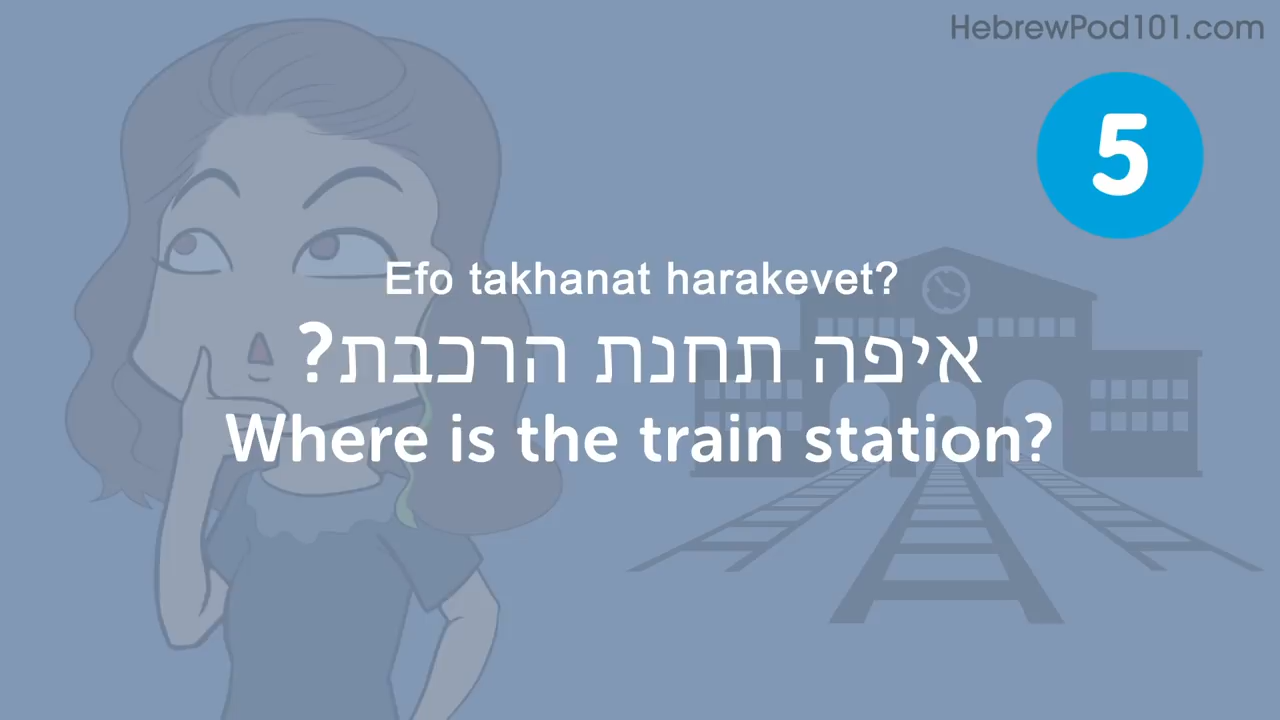 HebrewPod101.com
5
Efo takhanat harakevet?
איפה תחנת הרכבת?
Where is the train station?